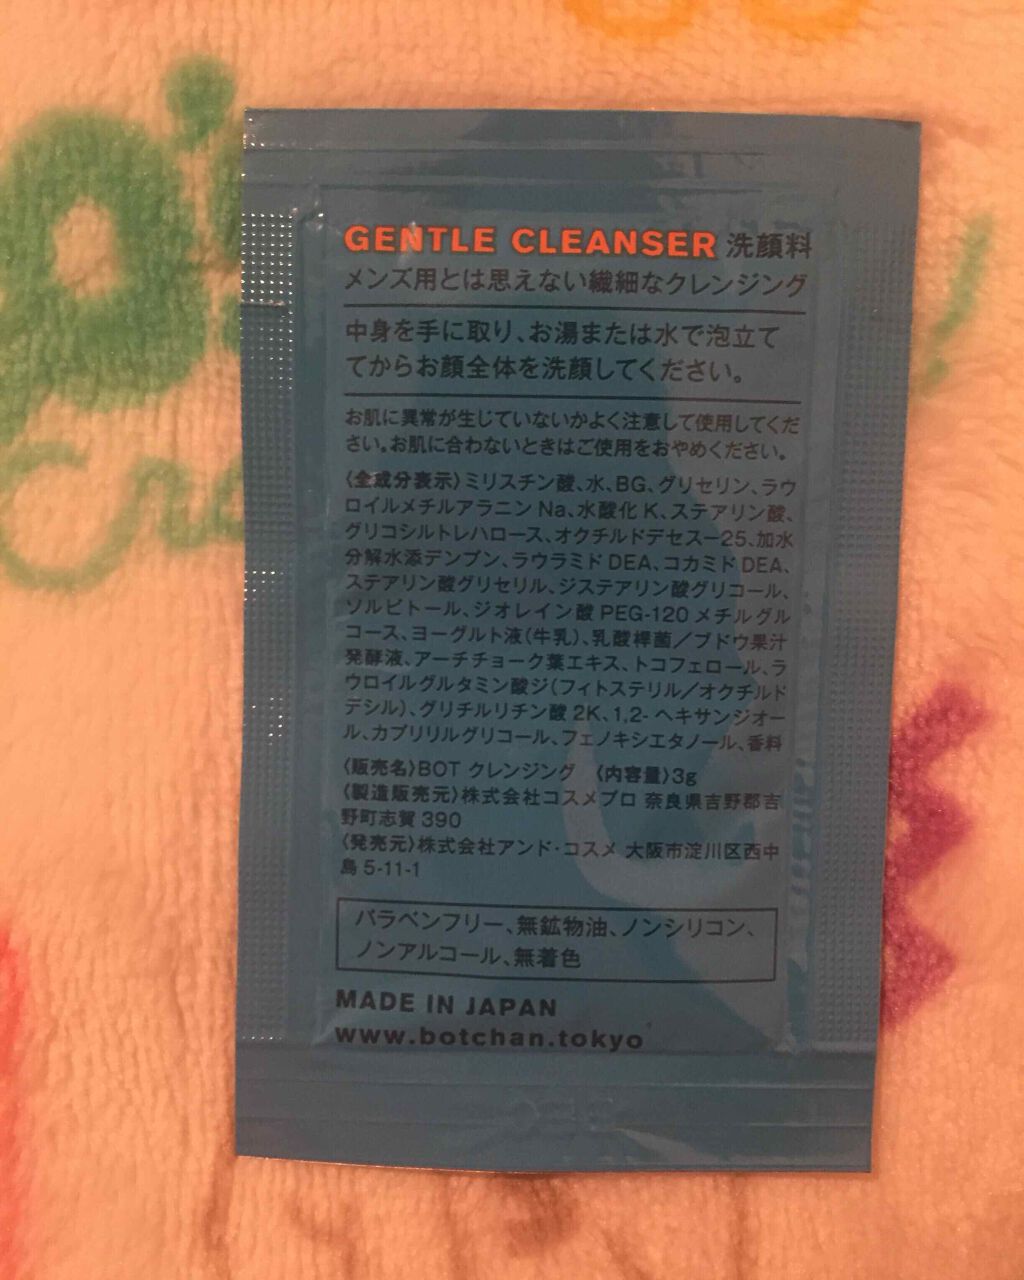 GENTLE CLEANSER 洗顔料
メンズ用とは思えない繊細なクレンジング
中身を手に取り、お湯または水で泡立て
てからお顔全体を洗顔してください。
お肌に異常が生じていないかよく注意して使用してくだ
さい。お肌に合わないときはご使用をおやめください。
〈全成分表示〉ミリスチン酸、水、BG、グリセリン、ラウ
ロイルメチルアラニンNa、水酸化K、ステアリン酸、
グリコシルトレハロース、オクチルドデセス-25、加水
分解水添デンプン、ラウラミドDEA、コカミドDEA、
ステアリン酸グリセリル、ジステアリン酸グリコール、
ソルビトール、ジオレイン酸PEG-120メチルグル
コース、ヨーグルト液(牛乳)、乳酸桿菌／ブドウ果汁
発酵液、アーチチョーク葉エキス、トコフェロール、ラ
ウロイルグルタミン酸ジ(フィトステリル／オクチルド
デシル)、グリチルリチン酸2K、1,2-ヘキサンジオー
ル、カプリリルグリコール、フェノキシエタノール、香料
〈販売名〉BOT クレンジング 〈内容量〉3g
〈製造販売元〉株式会社コスメプロ 奈良県吉野郡吉
野町志賀390
〈発売元〉株式会社アンド・コスメ 大阪市淀川区西中
島5-11-1
パラベンフリー、無鉱物油、ノンシリコン、
ノンアルコール、無着色
MADE IN JAPAN
www.botchan.tokyo